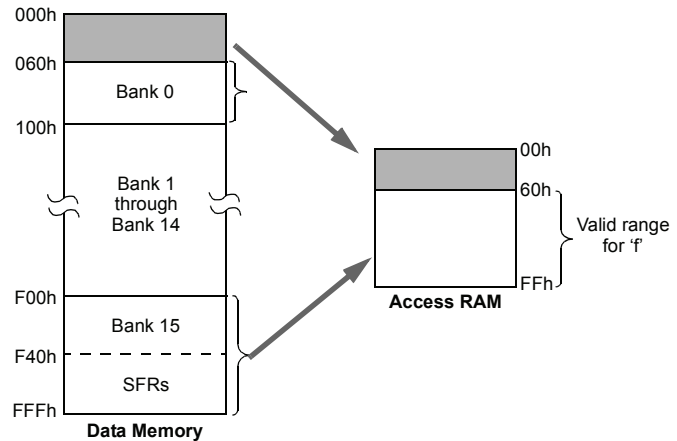 000h
060h
Bank 0
100h
Bank 1
through
Bank 14
F00h
Bank 15
F40h
SFRs
FFFh
Data Memory
00h
60h
Valid range
for ‘f’
FFh
Access RAM